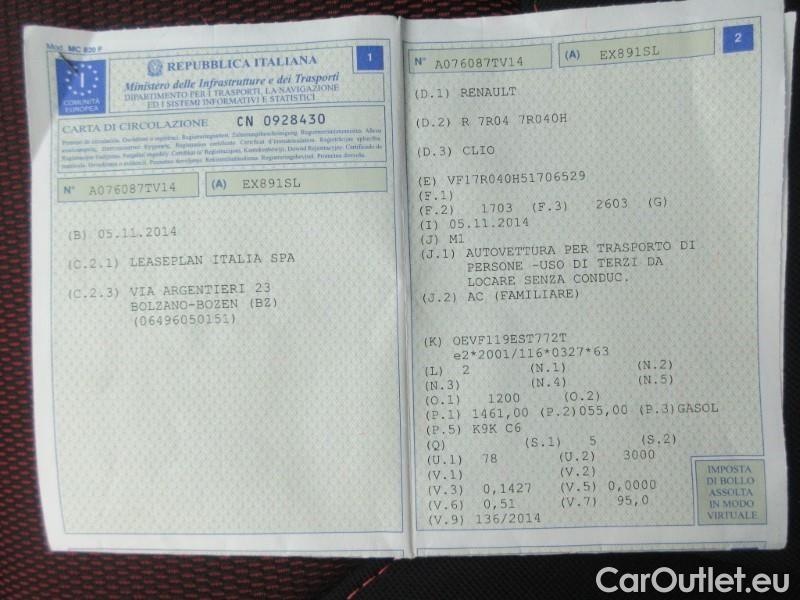 Mod. MC 820 F
REPUBBLICA ITALIANA
1
Ministero delle Infrastrutture e dei Trasporti
DIPARTIMENTO PER I TRASPORTI, LA NAVIGAZIONE
ED I SISTEMI INFORMATIVI E STATISTICI
I
COMUNITÀ
EUROPEA
CARTA DI CIRCOLAZIONE CN 0928430
N° A076087TV14 (A) EX891SL
(B) 05.11.2014
(C.2.1) LEASEPLAN ITALIA SPA
(C.2.3) VIA ARGENTIERI 23
BOLZANO-BOZEN (BZ)
(06496050151)
N° A076087TV14 (A) EX891SL
2
(D.1) RENAULT
(D.2) R 7R04 7R040H
(D.3) CLIO
(E) VF17R040H51706529
(F.1)
(F.2) 1703 (F.3) 2603 (G)
(I) 05.11.2014
(J) M1
(J.1) AUTOVETTURA PER TRASPORTO DI
PERSONE -USO DI TERZI DA
LOCARE SENZA CONDUC.
(J.2) AC (FAMILIARE)
(K) OEVF119EST772T
e2*2001/116*0327*63
(L) 2 (N.1) (N.2)
(N.3) (N.4) (N.5)
(O.1) 1200 (O.2)
(P.1) 1461,00 (P.2)055,00 (P.3)GASOL
(P.5) K9K C6
(Q) (S.1) 5 (S.2)
(U.1) 78 (U.2) 3000
(V.1) (V.2)
(V.3) 0,1427 (V.5) 0,0000
(V.6) 0,51 (V.7) 95,0
(V.9) 136/2014
IMPOSTA
DI BOLLO
ASSOLTA
IN MODO
VIRTUALE
CarOutlet.eu